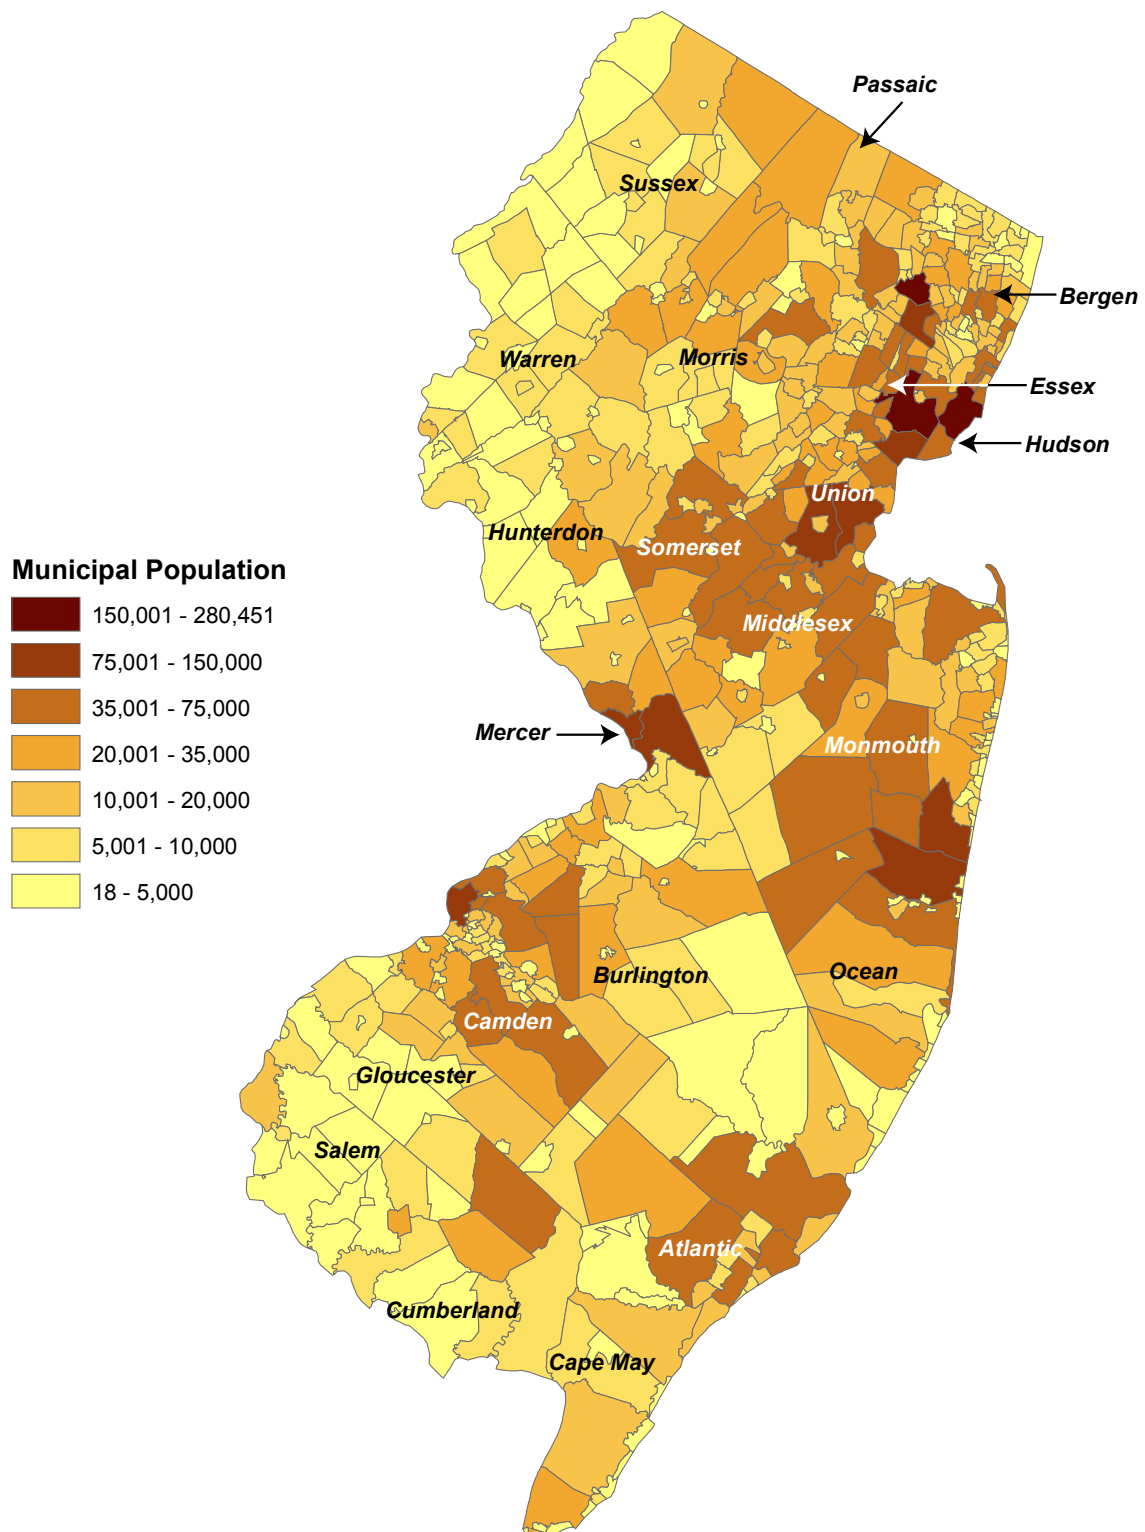 Passaic
Sussex
Bergen
Warren
Morris
Essex
Hudson
Union
Hunterdon
Somerset
Municipal Population
150,001 - 280,451
75,001 - 150,000
35,001 - 75,000
20,001 - 35,000
10,001 - 20,000
5,001 - 10,000
18 - 5,000
Middlesex
Mercer
Monmouth
Burlington
Ocean
Camden
Gloucester
Salem
Atlantic
Cumberland
Cape May